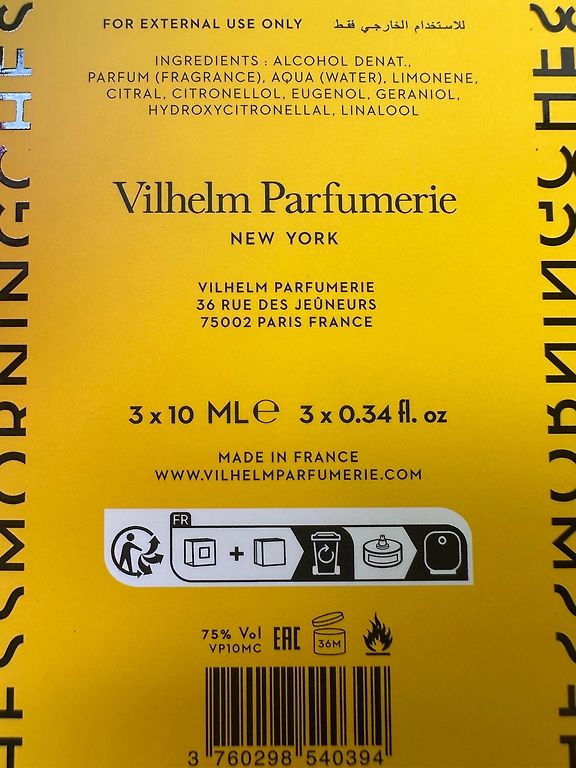 FOR EXTERNAL USE ONLY للاستخدام الخارجي فقط
INGREDIENTS : ALCOHOL DENAT.,
PARFUM (FRAGRANCE), AQUA (WATER), LIMONENE,
CITRAL, CITRONELLOL, EUGENOL, GERANIOL,
HYDROXYCITRONELLAL, LINALOOL
Vilhelm Parfumerie
NEW YORK
VILHELM PARFUMERIE
36 RUE DES JEÛNEURS
75002 PARIS FRANCE
3 x 10 ML℮ 3 x 0.34 fl. oz
MADE IN FRANCE
WWW.VILHELMPARFUMERIE.COM
FR
75% Vol
VP10MC
EAC
36M
3 760298 540394